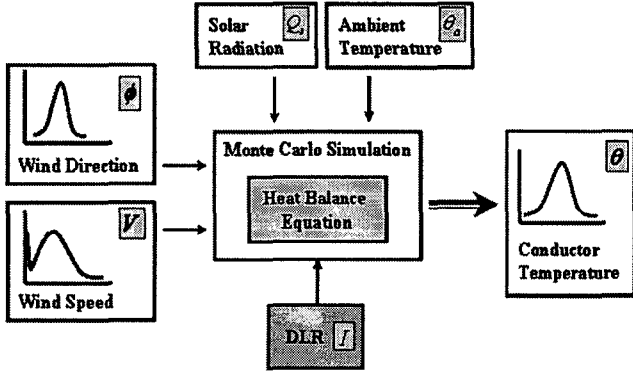 Solar
Radiation
Qs
Ambient
Temperature
θa
ϕ
Wind Direction
V
Wind Speed
Monte Carlo Simulation
Heat Balance
Equation
θ
Conductor
Temperature
DLR I